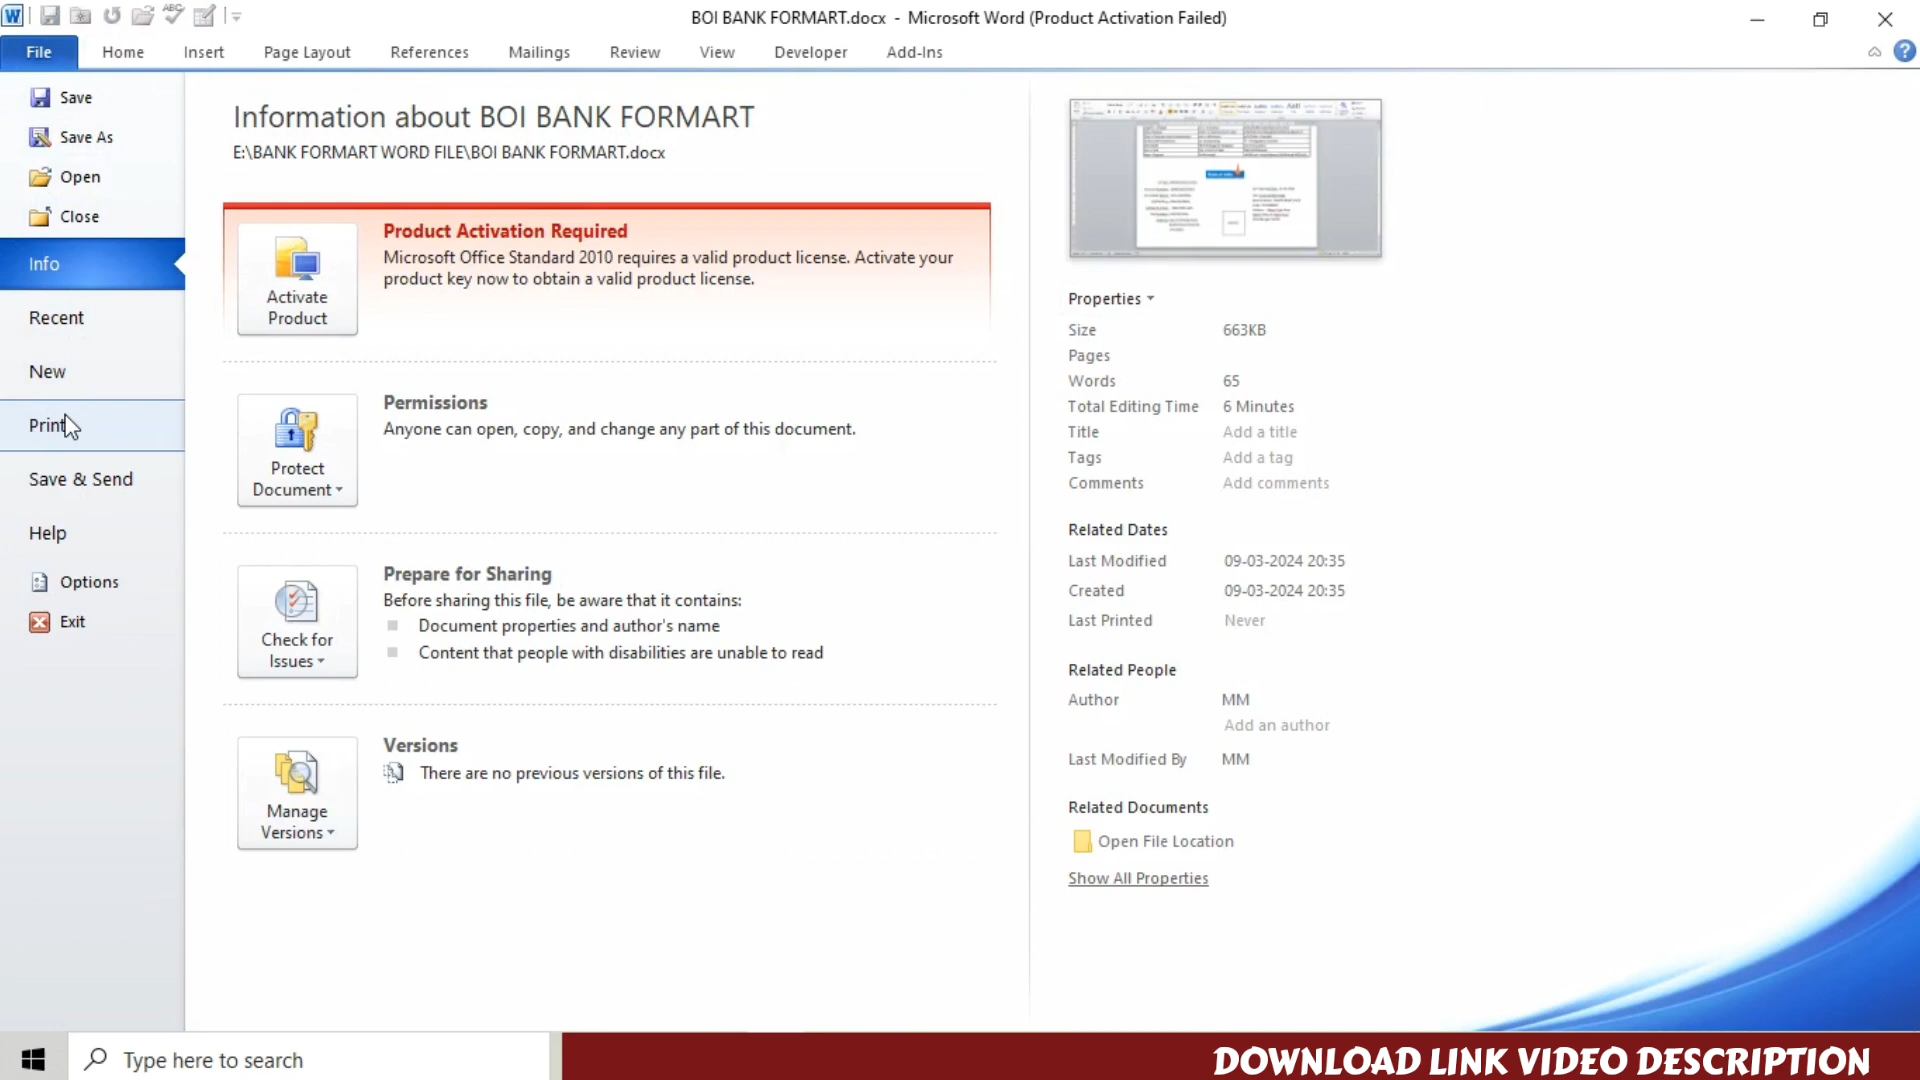 BOI BANK FORMART.docx - Microsoft Word (Product Activation Failed)
File Home Insert Page Layout References Mailings Review View Developer Add-Ins
Save
Save As
Open
Close
Info
Recent
New
Print
Save & Send
Help
Options
Exit
Information about BOI BANK FORMART
E:\BANK FORMART WORD FILE\BOI BANK FORMART.docx
Activate
Product
Product Activation Required
Microsoft Office Standard 2010 requires a valid product license. Activate your
product key now to obtain a valid product license.
Protect
Document
Permissions
Anyone can open, copy, and change any part of this document.
Check for
Issues
Prepare for Sharing
Before sharing this file, be aware that it contains:
Document properties and author's name
Content that people with disabilities are unable to read
Manage
Versions
Versions
There are no previous versions of this file.
Properties
Size 663KB
Pages
Words 65
Total Editing Time 6 Minutes
Title Add a title
Tags Add a tag
Comments Add comments
Related Dates
Last Modified 09-03-2024 20:35
Created 09-03-2024 20:35
Last Printed Never
Related People
Author MM
Add an author
Last Modified By MM
Related Documents
Open File Location
Show All Properties
Type here to search
DOWNLOAD LINK VIDEO DESCRIPTION